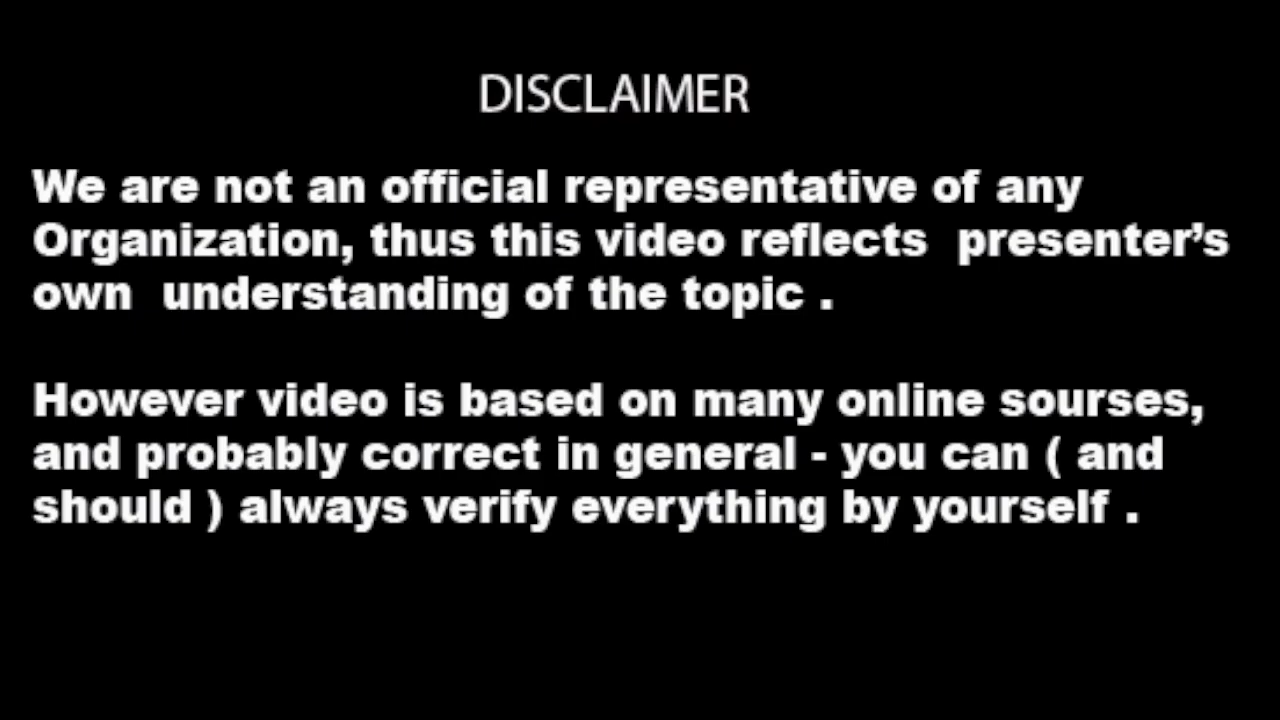 DISCLAIMER
We are not an official representative of any
Organization, thus this video reflects  presenter’s
own  understanding of the topic .
However video is based on many online sourses,
and probably correct in general - you can ( and
should ) always verify everything by yourself .